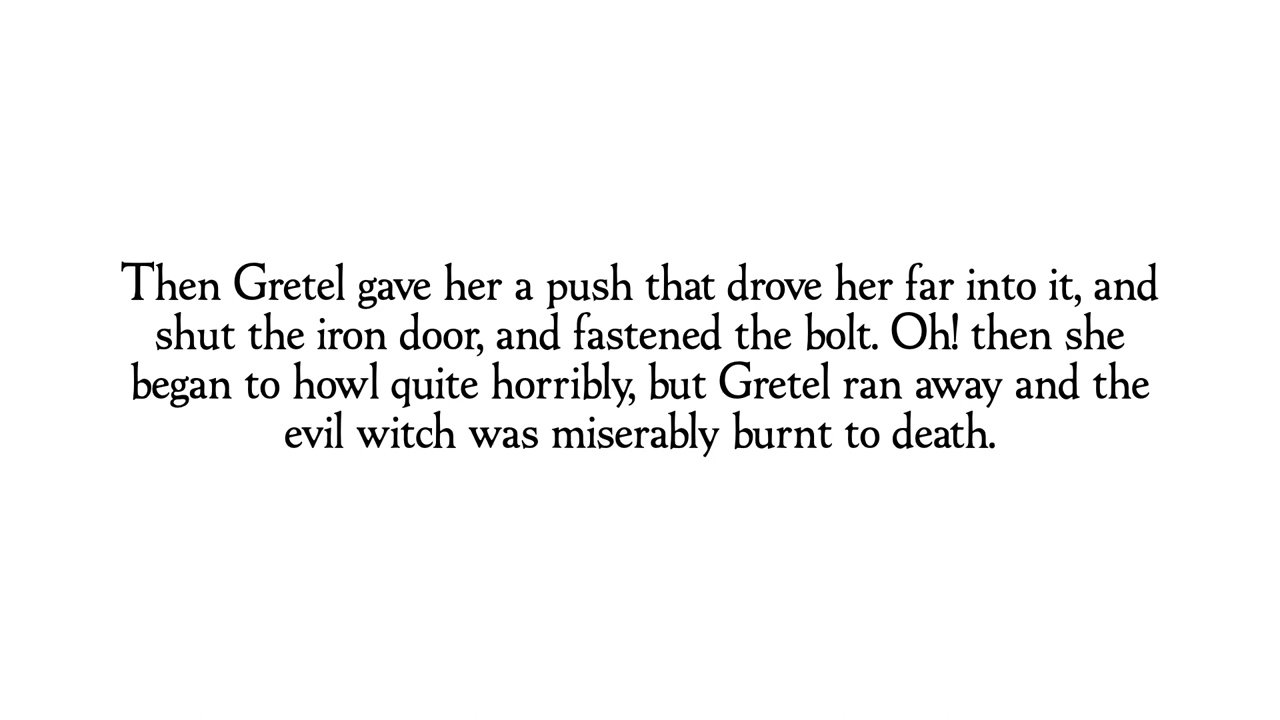 Then Gretel gave her a push that drove her far into it, and
shut the iron door, and fastened the bolt. Oh! then she
began to howl quite horribly, but Gretel ran away and the
evil witch was miserably burnt to death.